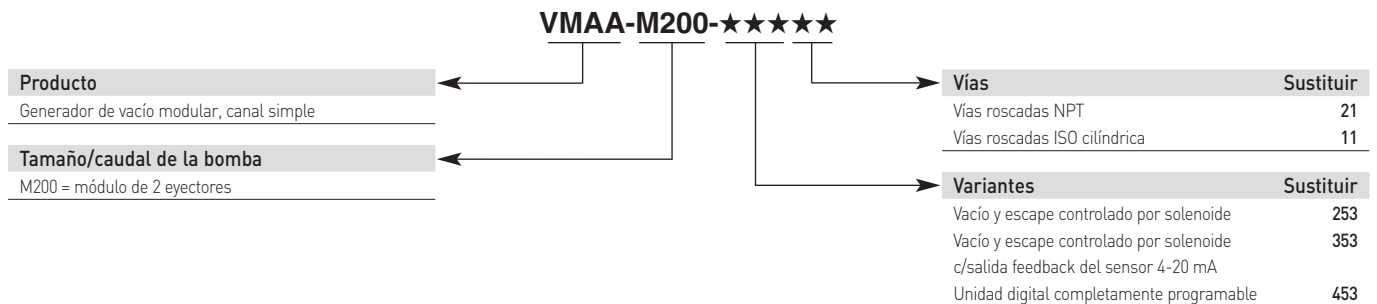 VMAA-M200-★★★★★
Producto
Generador de vacío modular, canal simple
Tamaño/caudal de la bomba
M200 = módulo de 2 eyectores
Vías Sustituir
Vías roscadas NPT 21
Vías roscadas ISO cilíndrica 11
Variantes Sustituir
Vacío y escape controlado por solenoide 253
Vacío y escape controlado por solenoide 353
c/salida feedback del sensor 4-20 mA
Unidad digital completamente programable 453